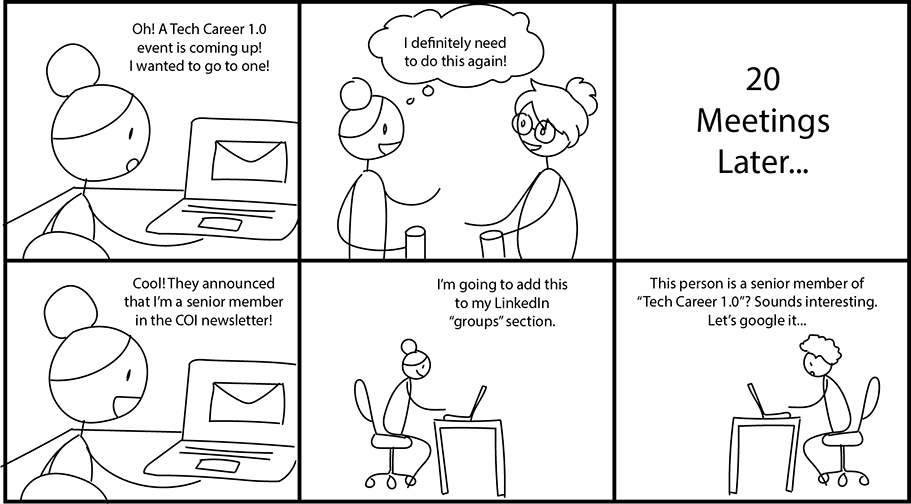 Oh! A Tech Career 1.0
event is coming up!
I wanted to go to one!
I definitely need
to do this again!
20
Meetings
Later...
Cool! They announced
that I'm a senior member
in the COI newsletter!
I'm going to add this
to my LinkedIn
“groups” section.
This person is a senior member of
“Tech Career 1.0”? Sounds interesting.
Let's google it...